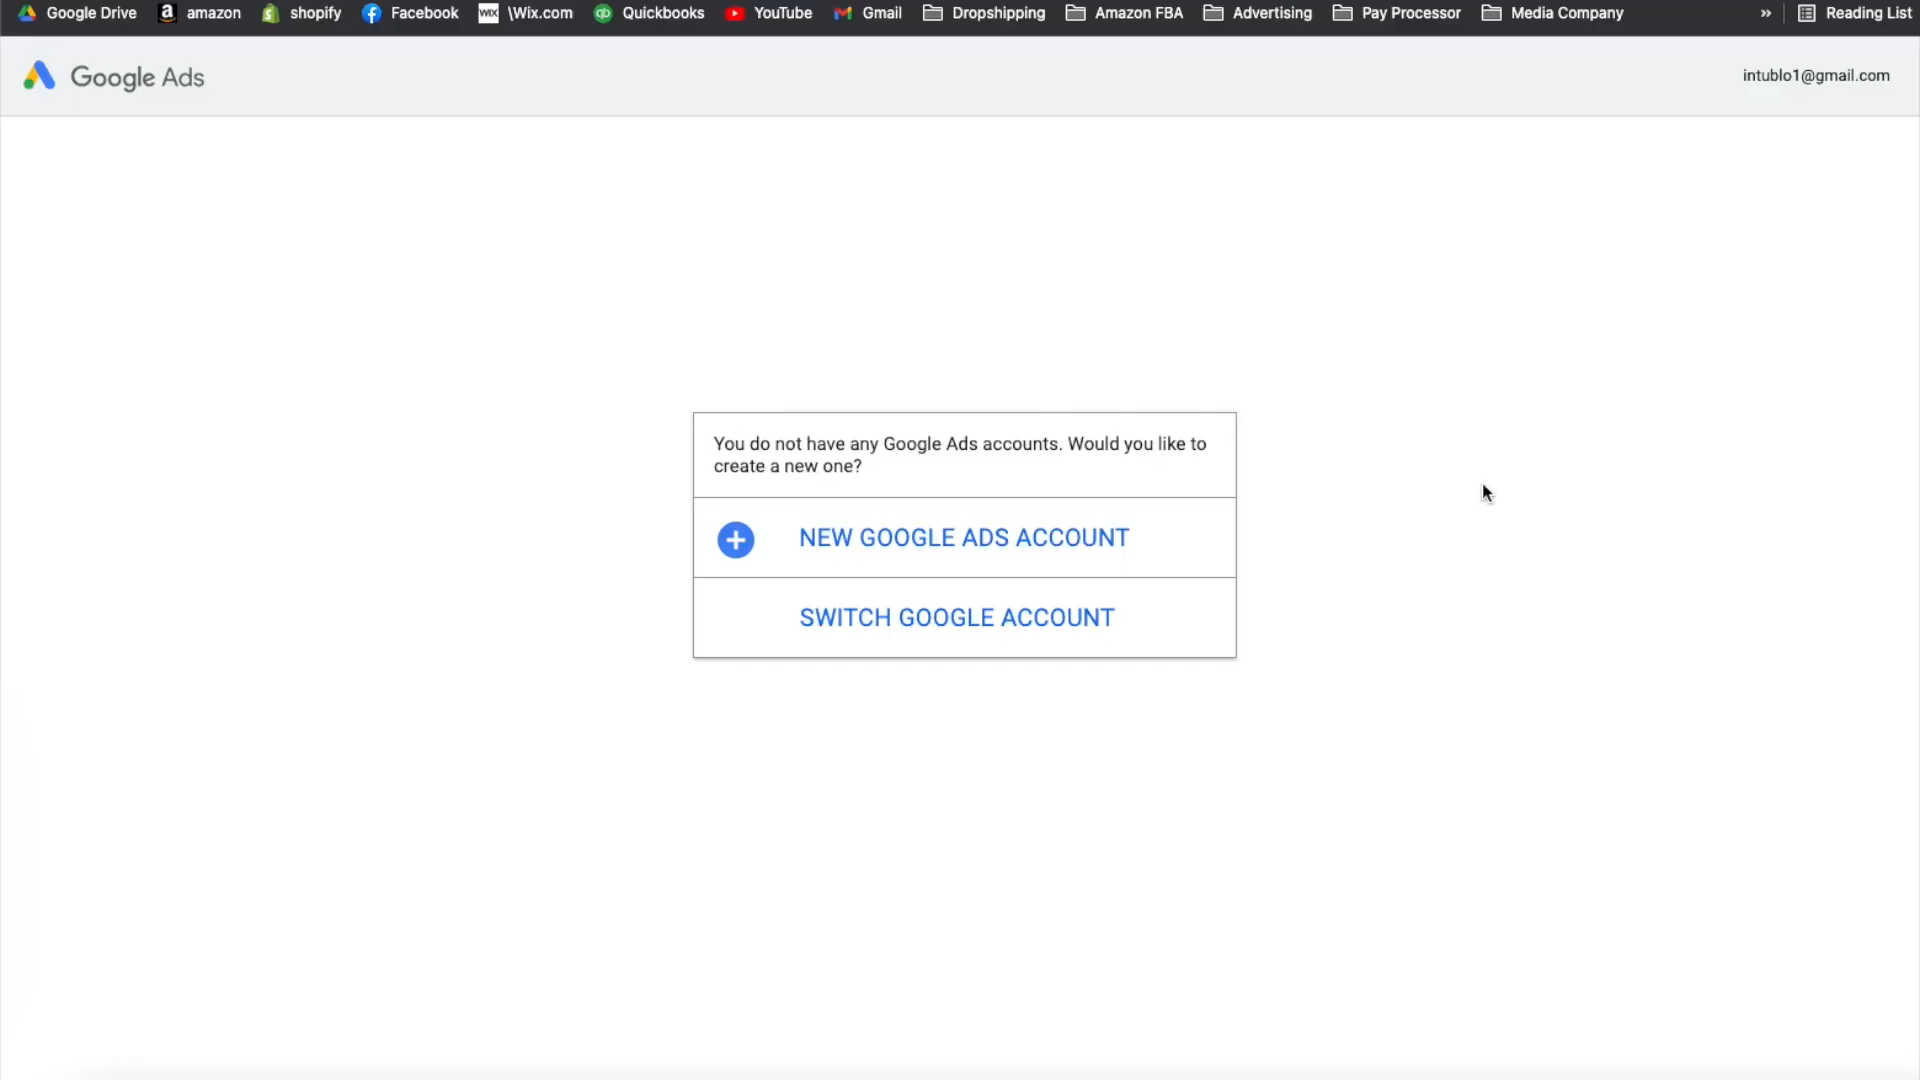 Google Drive amazon shopify Facebook WIX \Wix.com qb Quickbooks YouTube Gmail Dropshipping Amazon FBA Advertising Pay Processor Media Company » Reading List
Google Ads intublo1@gmail.com
You do not have any Google Ads accounts. Would you like to
create a new one?
NEW GOOGLE ADS ACCOUNT
SWITCH GOOGLE ACCOUNT